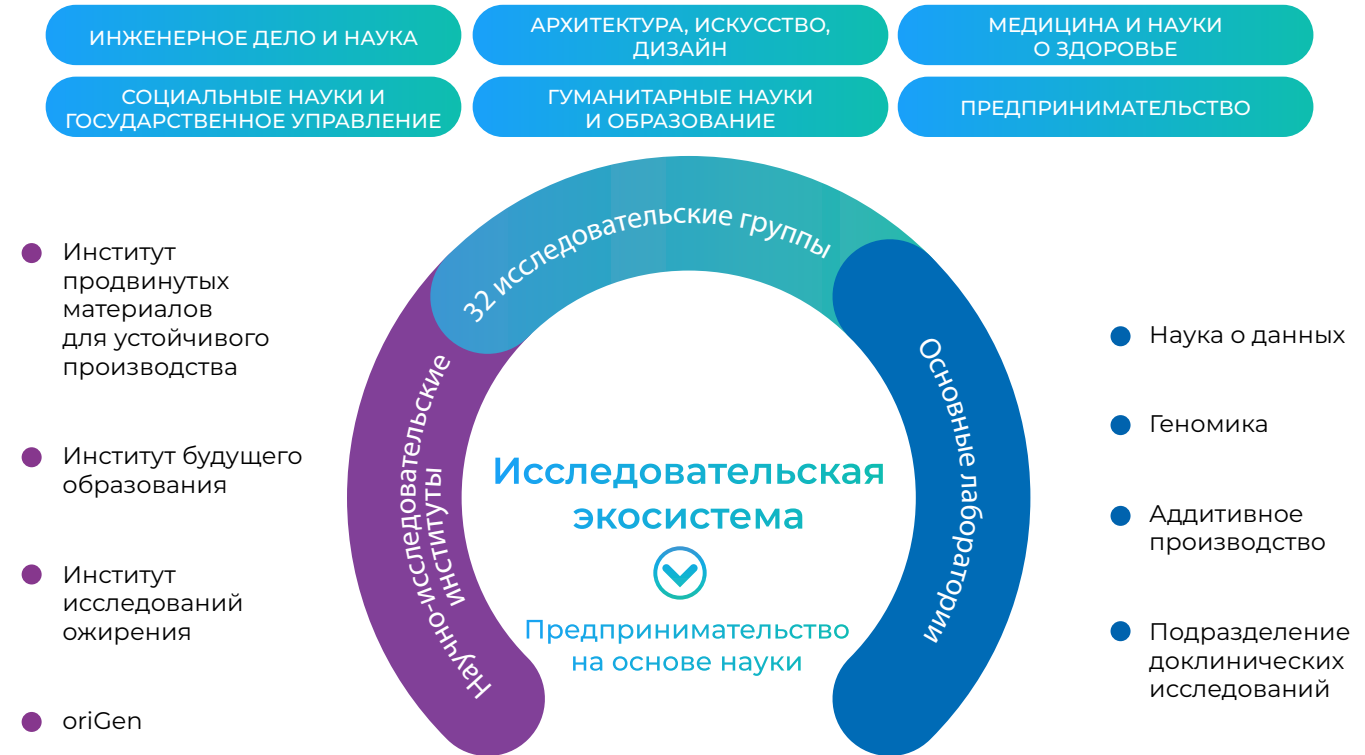 ИНЖЕНЕРНОЕ ДЕЛО И НАУКА
АРХИТЕКТУРА, ИСКУССТВО,
ДИЗАЙН
МЕДИЦИНА И НАУКИ
О ЗДОРОВЬЕ
СОЦИАЛЬНЫЕ НАУКИ И
ГОСУДАРСТВЕННОЕ УПРАВЛЕНИЕ
ГУМАНИТАРНЫЕ НАУКИ
И ОБРАЗОВАНИЕ
ПРЕДПРИНИМАТЕЛЬСТВО
32 исследовательские группы
Научно-исследовательские
институты
Институт
продвинутых
материалов
для устойчивого
производства
Институт будущего
образования
Институт
исследований
ожирения
oriGen
Исследовательская
экосистема
Предпринимательство
на основе науки
Основные лаборатории
Наука о данных
Геномика
Аддитивное
производство
Подразделение
доклинических
исследований